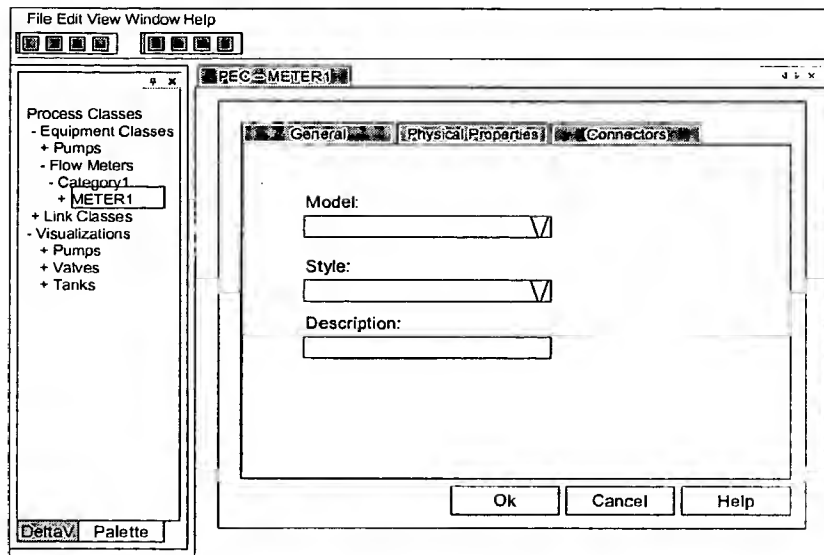 File Edit View Window Help
PEC - METER1
Process Classes
- Equipment Classes
+ Pumps
- Flow Meters
- Category1
+ METER1
+ Link Classes
- Visualizations
+ Pumps
+ Valves
+ Tanks
DeltaV
Palette
General
Physical Properties
Connectors
Model:
Style:
Description:
Ok
Cancel
Help